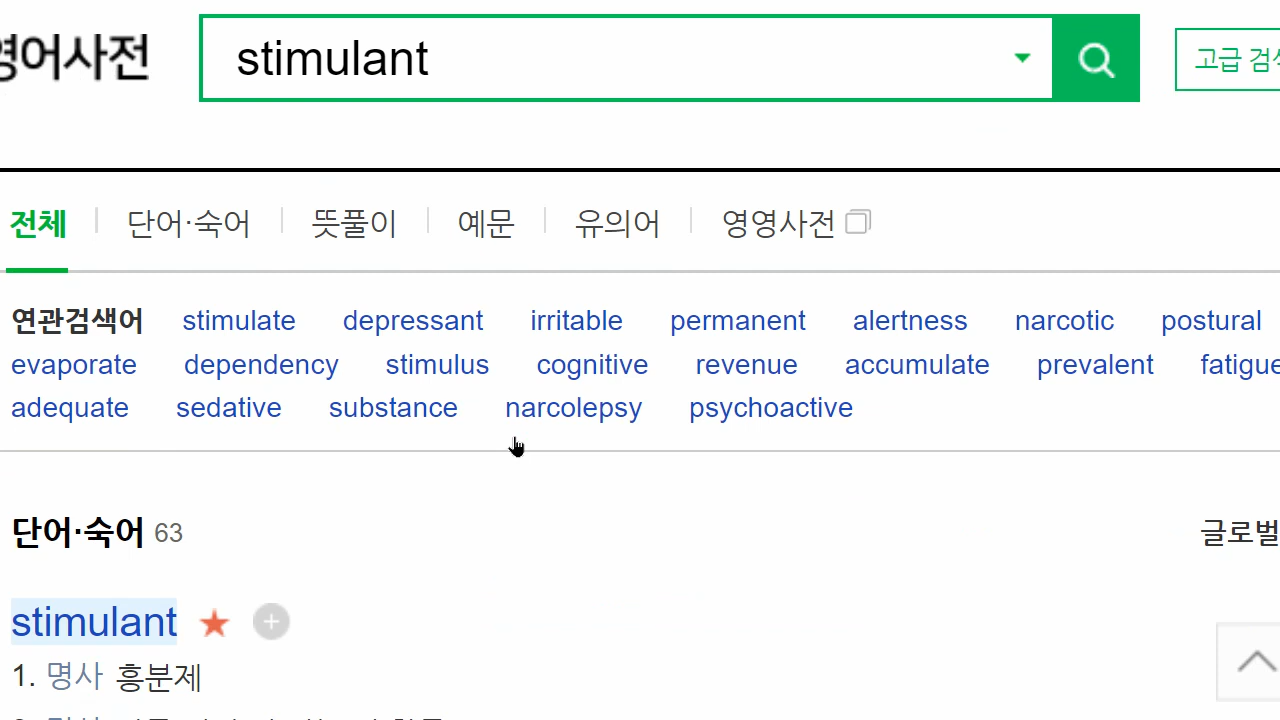 영어사전 stimulant 고급 검색
전체 단어·숙어 뜻풀이 예문 유의어 영영사전
연관검색어 stimulate depressant irritable permanent alertness narcotic postural
evaporate dependency stimulus cognitive revenue accumulate prevalent fatigue
adequate sedative substance narcolepsy psychoactive
단어·숙어 63 글로벌
stimulant
1. 명사 흥분제